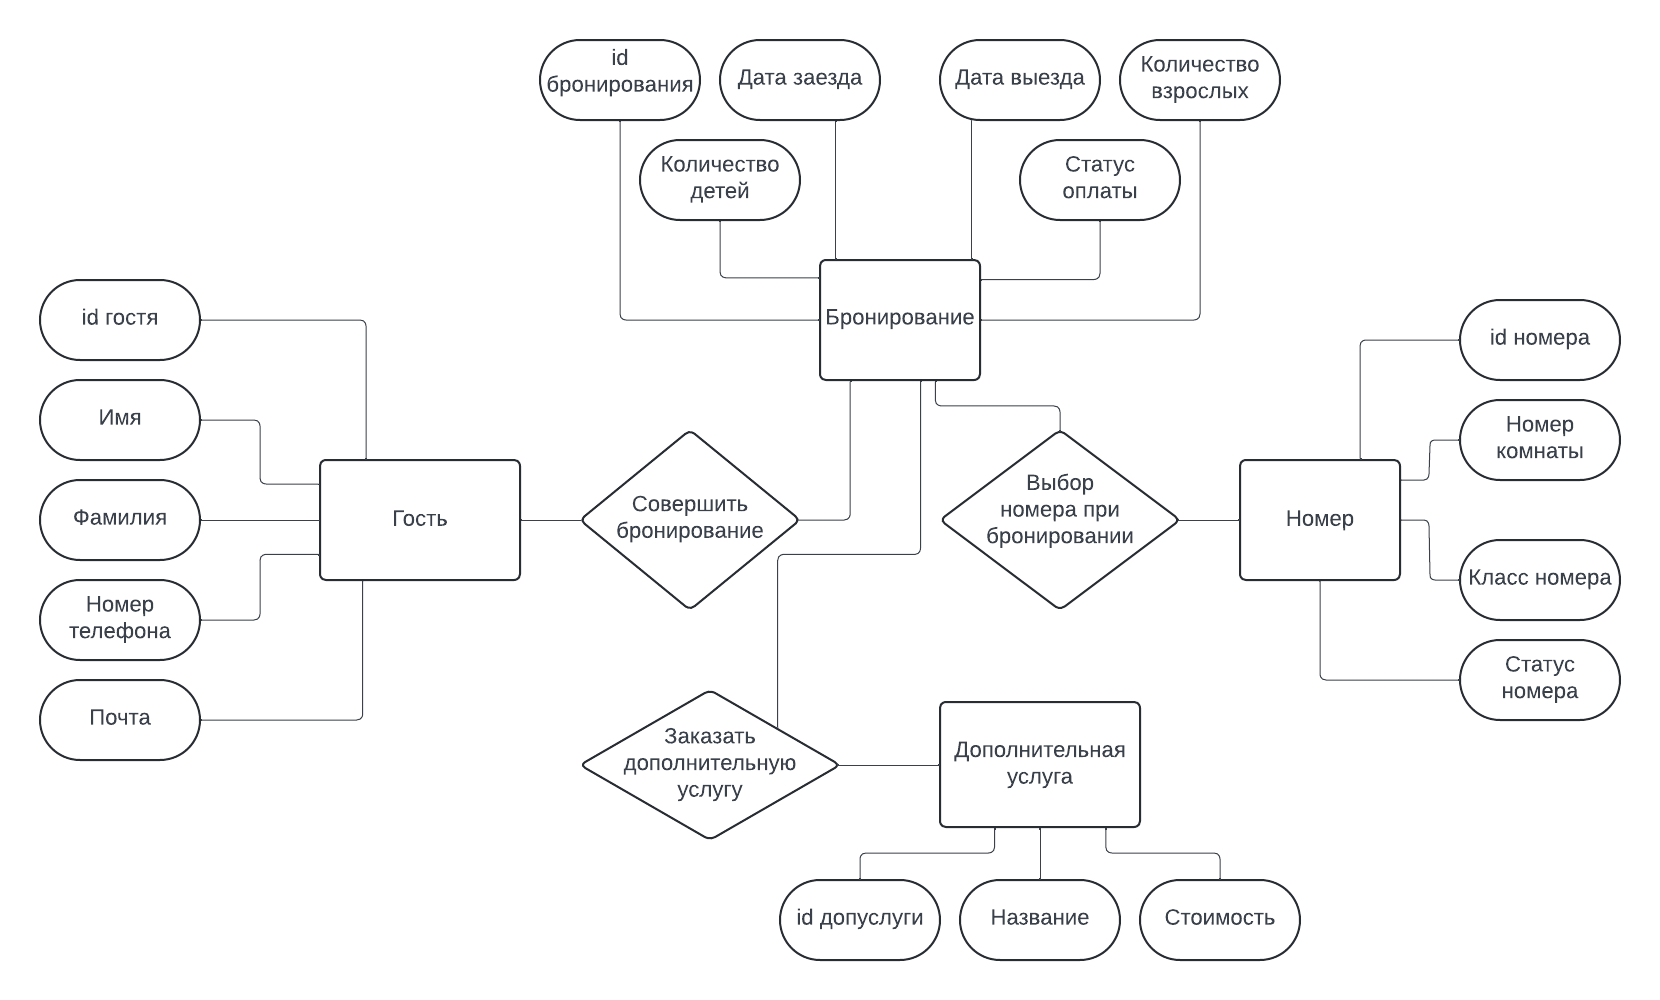 id
бронирования
Дата заезда
Дата выезда
Количество
взрослых
Количество
детей
Статус
оплаты
Бронирование
id гостя
Имя
Фамилия
Номер
телефона
Почта
Гость
Совершить
бронирование
Выбор
номера при
бронировании
Номер
id номера
Номер
комнаты
Класс номера
Статус
номера
Заказать
дополнительную
услугу
Дополнительная
услуга
id допуслуги
Название
Стоимость